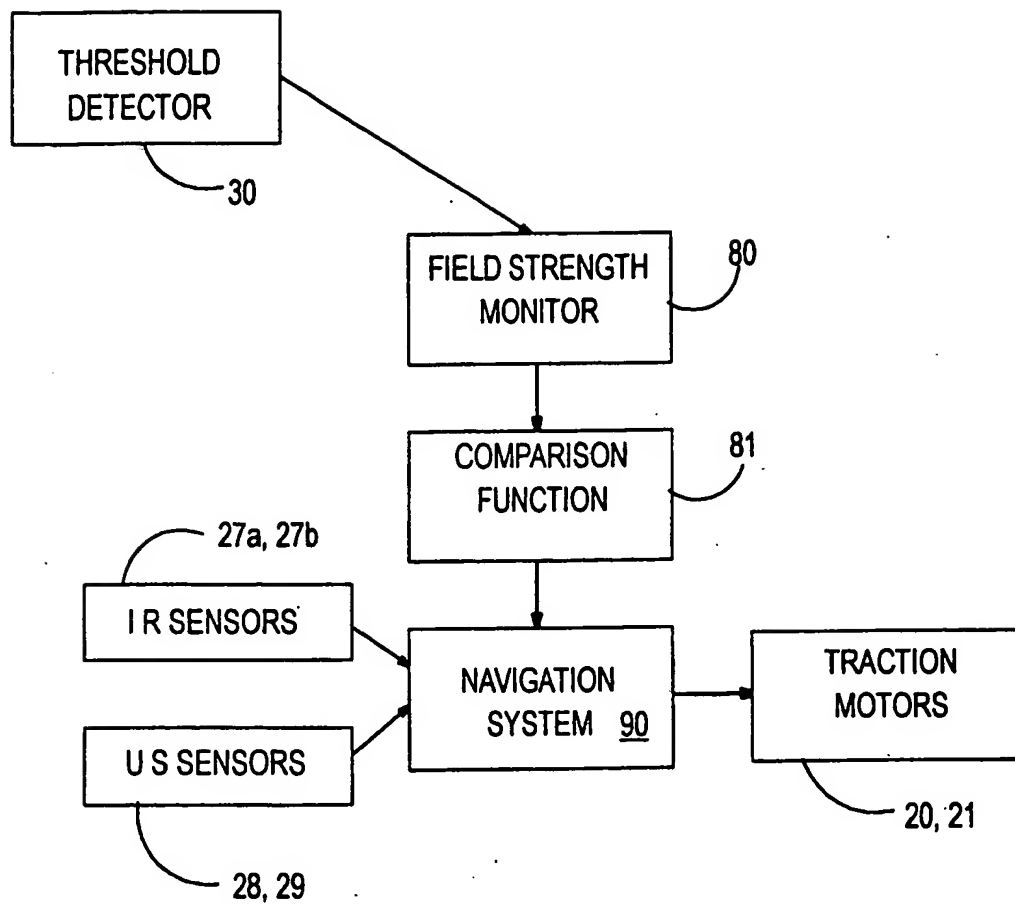 THRESHOLD
DETECTOR
30
FIELD STRENGTH
MONITOR
80
COMPARISON
FUNCTION
81
27a, 27b
I R SENSORS
NAVIGATION
SYSTEM 90
TRACTION
MOTORS
U S SENSORS
20, 21
28, 29